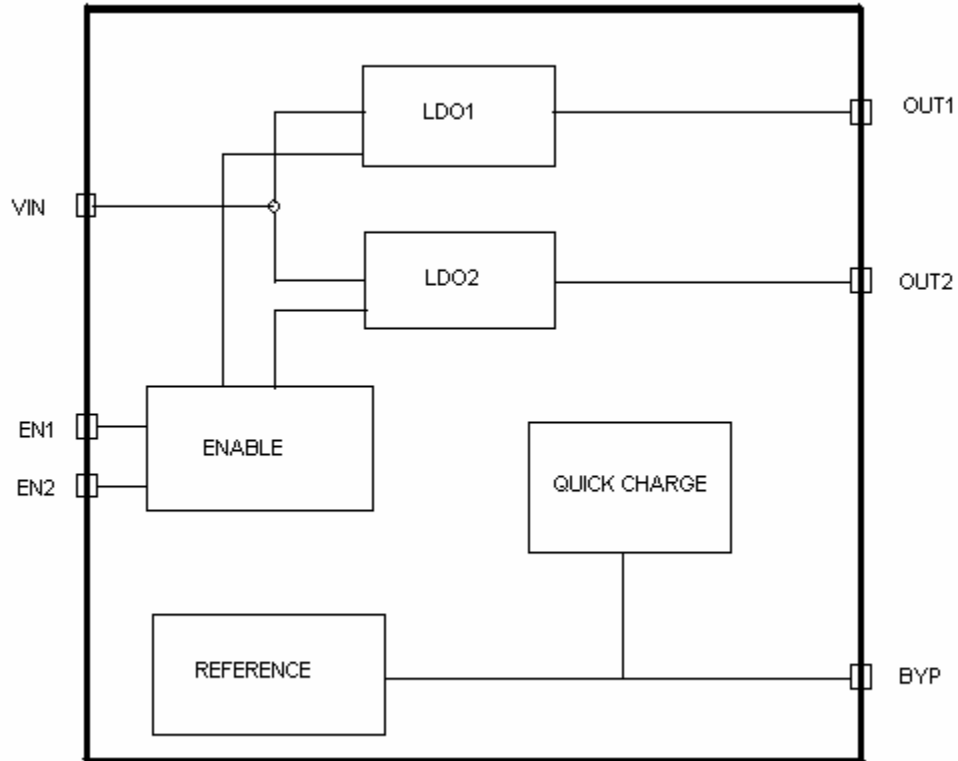 LDO1
OUT1
VIN
LDO2
OUT2
EN1
ENABLE
EN2
QUICK CHARGE
REFERENCE
BYP